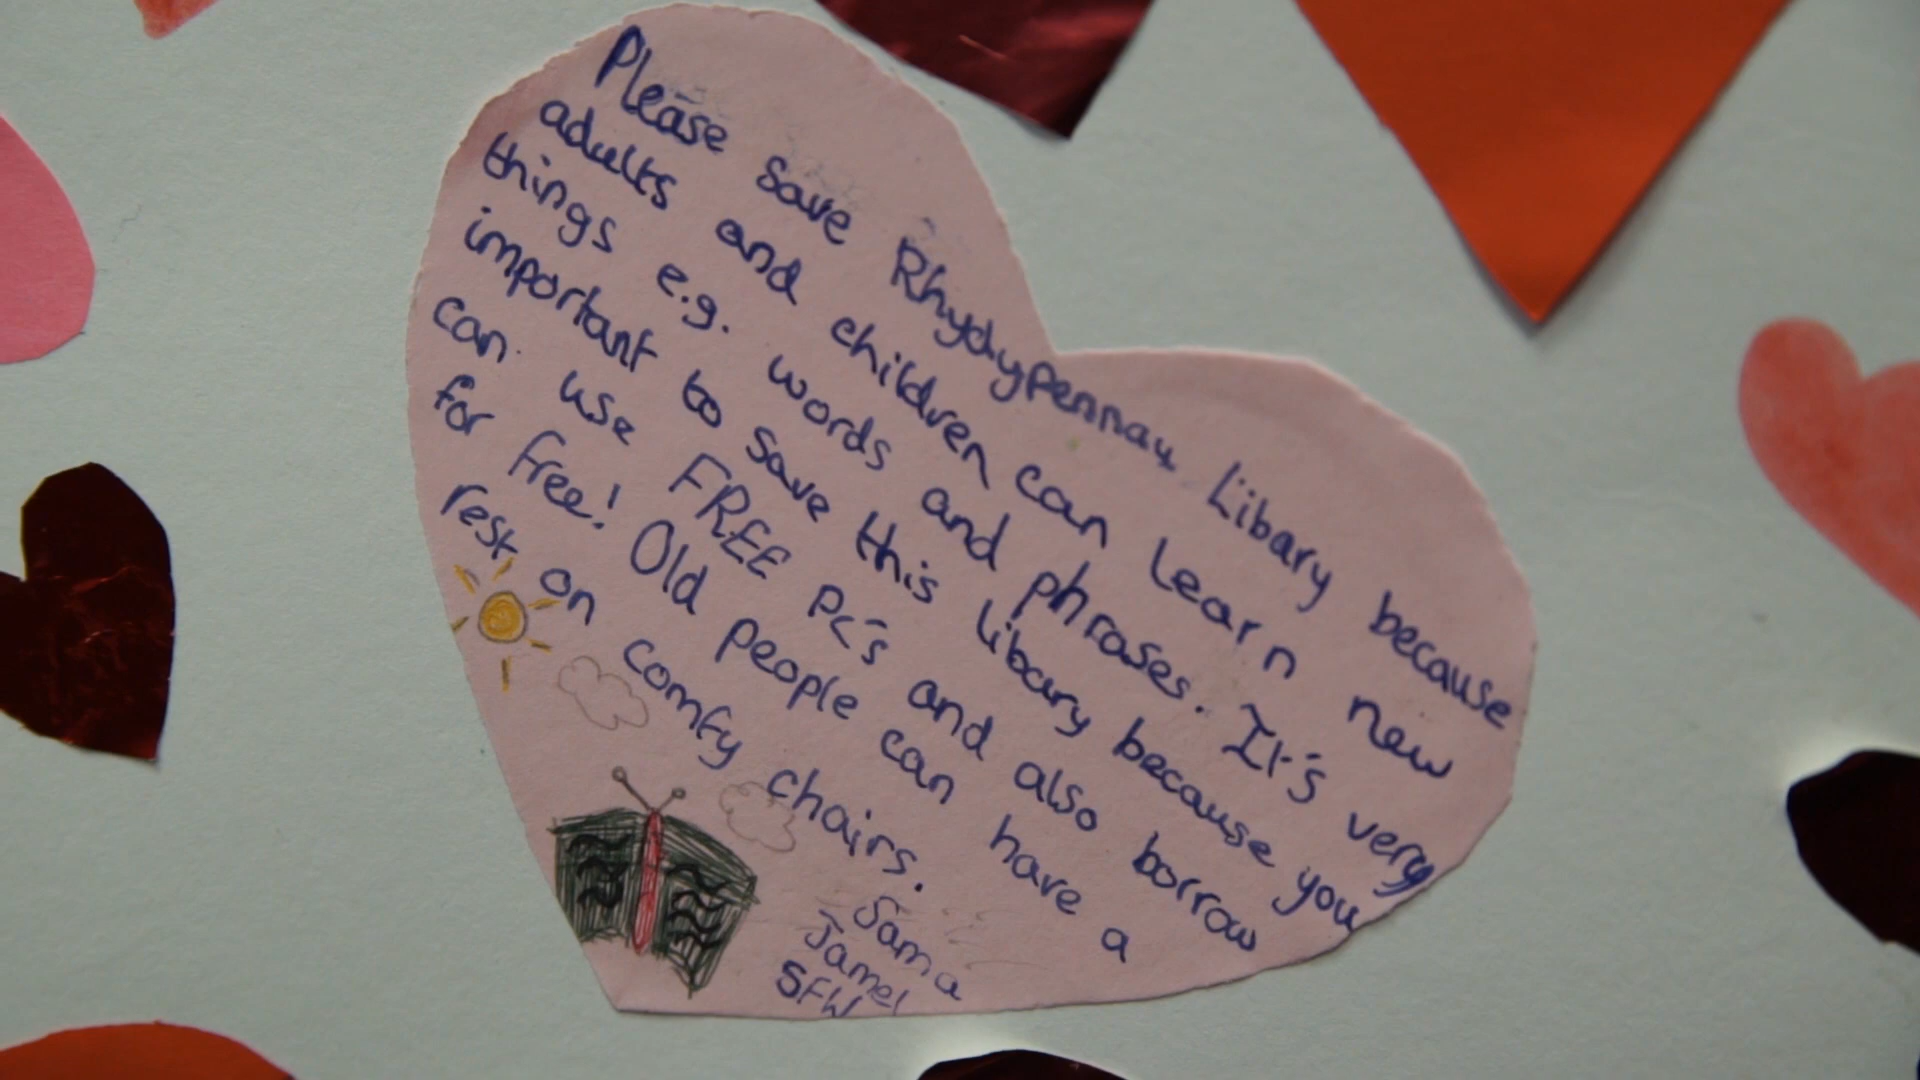 Please Save Rhydypennau Libary because
adults and children can learn new
things e.g. words and phrases. It's very
important to save this libary because you
can use FREE PC's and also borrow
for free! Old people can have a
rest on comfy chairs.
Sama
Jamel
5FW